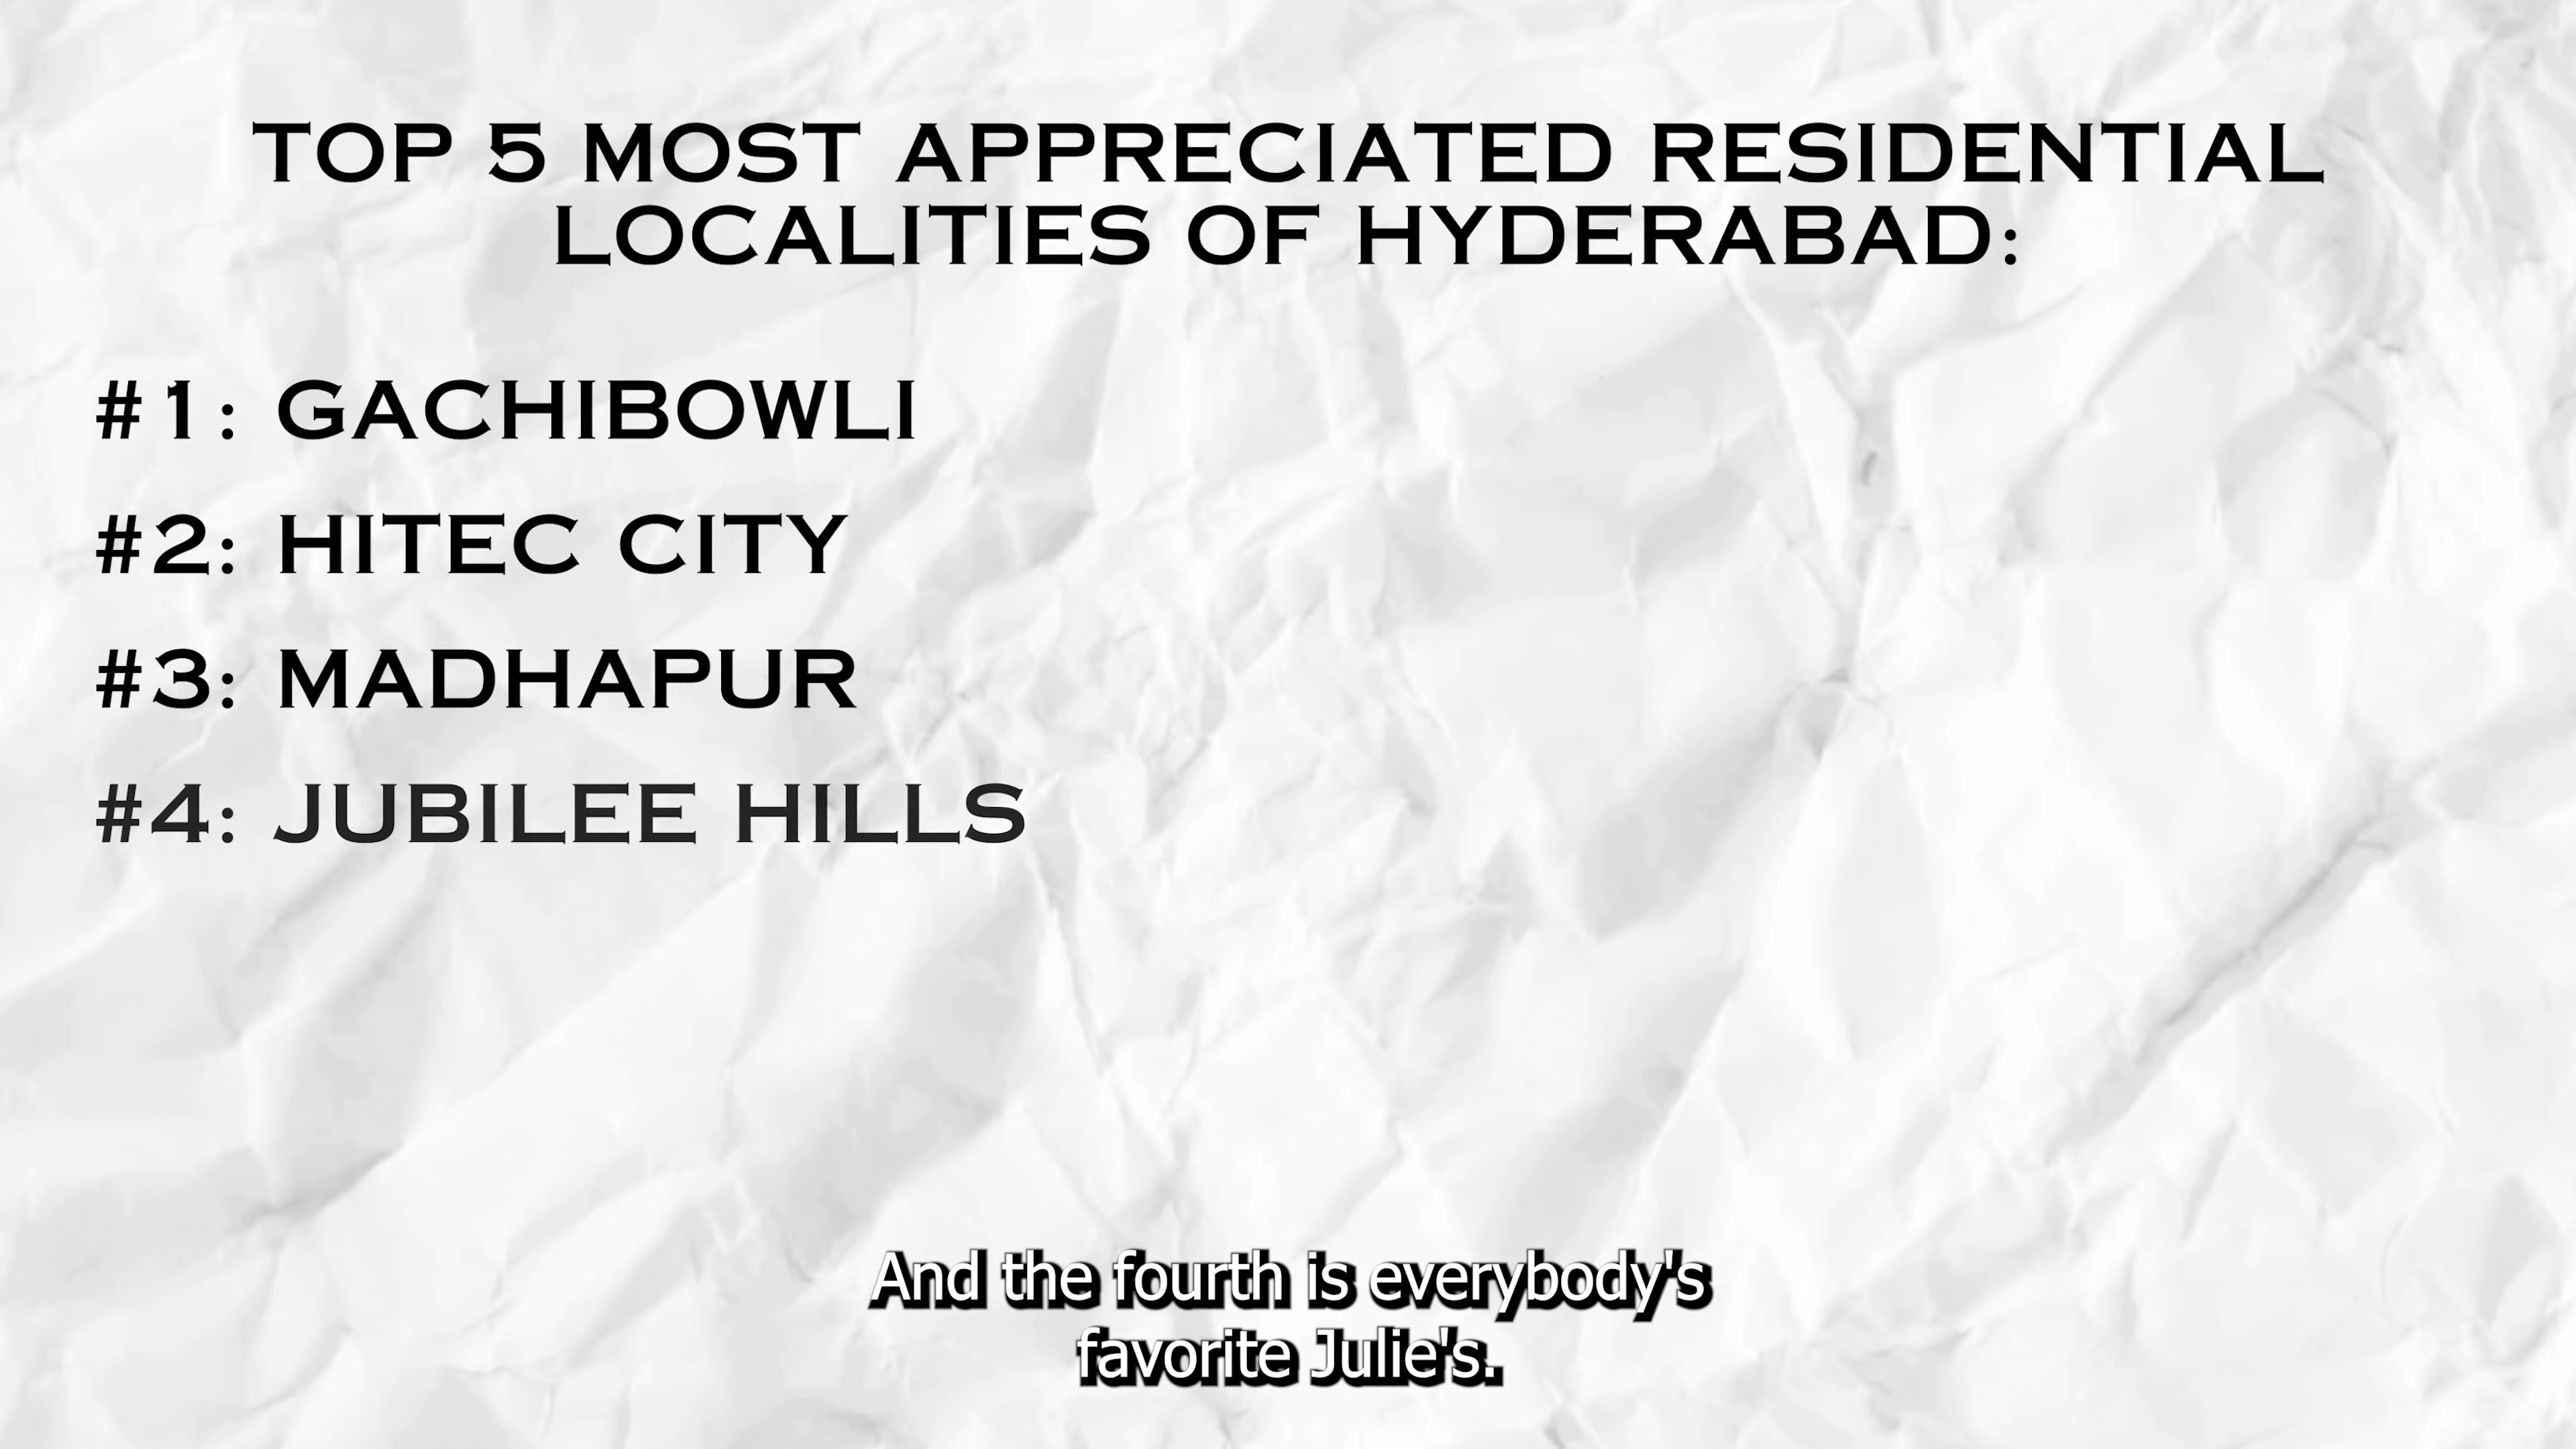 TOP 5 MOST APPRECIATED RESIDENTIAL
LOCALITIES OF HYDERABAD:
#1: GACHIBOWLI
#2: HITEC CITY
#3: MADHAPUR
#4: JUBILEE HILLS
And the fourth is everybody's
favorite Julie's.